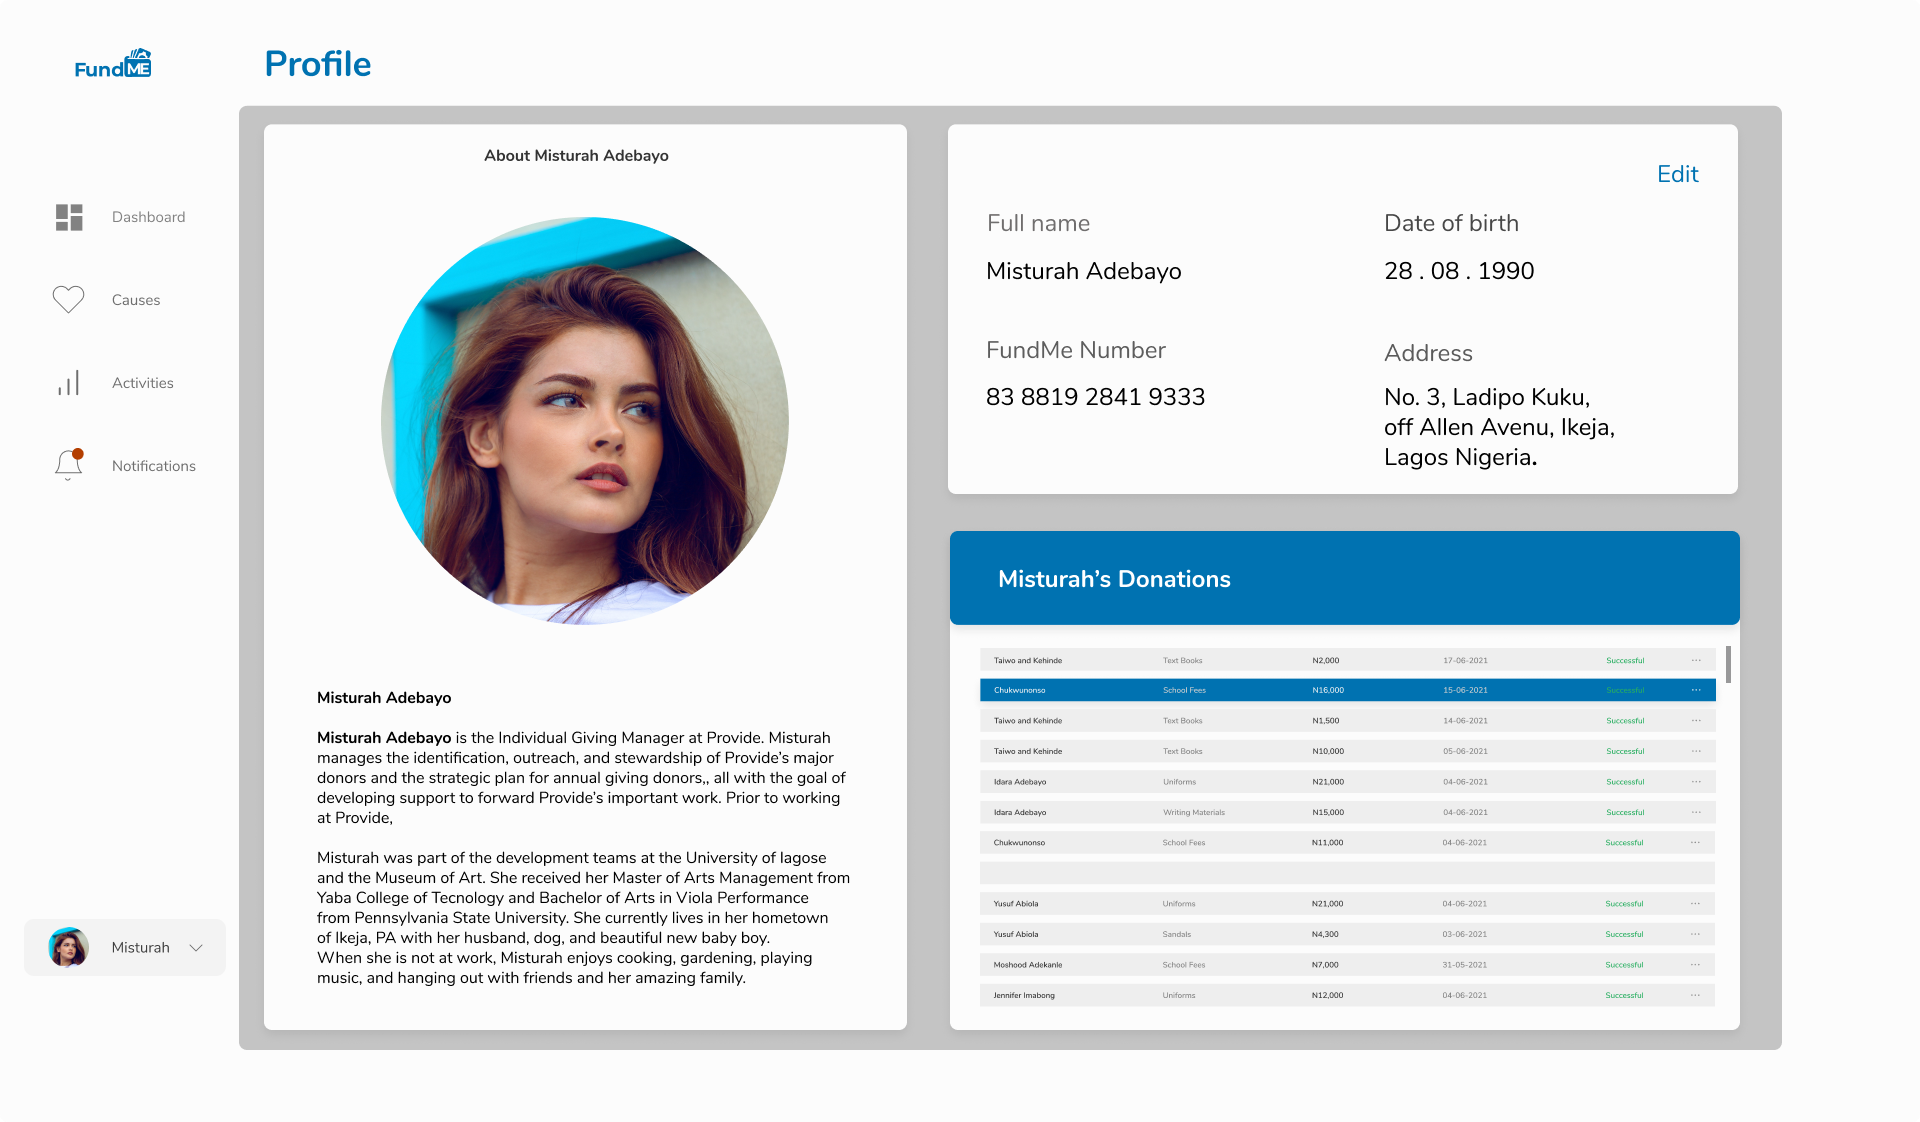 FundME
Profile
Dashboard
Causes
Activities
Notifications
Misturah
About Misturah Adebayo
Misturah Adebayo
Misturah Adebayo is the Individual Giving Manager at Provide. Misturah
manages the identification, outreach, and stewardship of Provide’s major
donors and the strategic plan for annual giving donors,, all with the goal of
developing support to forward Provide’s important work. Prior to working
at Provide,
Misturah was part of the development teams at the University of lagose
and the Museum of Art. She received her Master of Arts Management from
Yaba College of Tecnology and Bachelor of Arts in Viola Performance
from Pennsylvania State University. She currently lives in her hometown
of Ikeja, PA with her husband, dog, and beautiful new baby boy.
When she is not at work, Misturah enjoys cooking, gardening, playing
music, and hanging out with friends and her amazing family.
Edit
Full name
Misturah Adebayo
Date of birth
28 . 08 . 1990
FundMe Number
83 8819 2841 9333
Address
No. 3, Ladipo Kuku,
off Allen Avenu, Ikeja,
Lagos Nigeria.
Misturah’s Donations
Taiwo and Kehinde Text Books N2,000 17-06-2021 Successful ...
Chukwunonso School Fees N16,000 15-06-2021 Successful ...
Taiwo and Kehinde Text Books N1,500 14-06-2021 Successful ...
Taiwo and Kehinde Text Books N10,000 05-06-2021 Successful ...
Idara Adebayo Uniforms N21,000 04-06-2021 Successful ...
Idara Adebayo Writing Materials N15,000 04-06-2021 Successful ...
Chukwunonso School Fees N11,000 04-06-2021 Successful ...
Yusuf Abiola Uniforms N21,000 04-06-2021 Successful ...
Yusuf Abiola Sandals N4,300 03-06-2021 Successful ...
Moshood Adekanle School Fees N7,000 31-05-2021 Successful ...
Jennifer Imabong Uniforms N12,000 04-06-2021 Successful ...